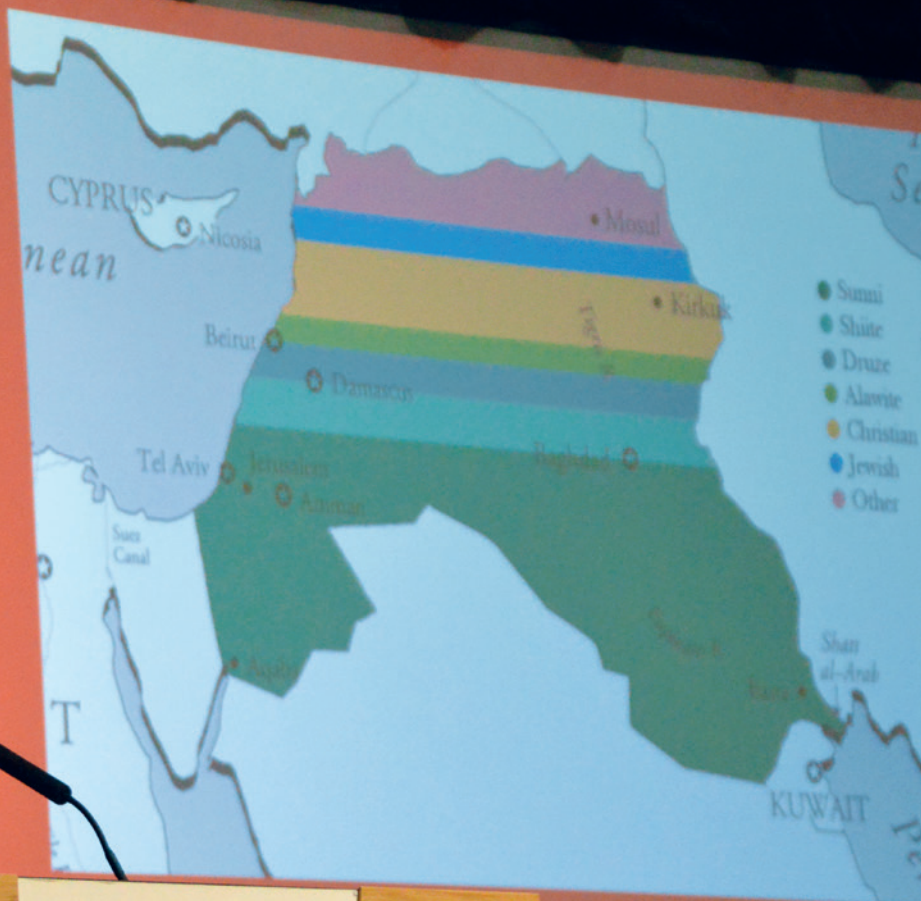 CYPRUS
Nicosia
nean
Mosul
Kirkuk
Beirut
Damascus
Tel Aviv
Jerusalem
Amman
Baghdad
Suez
Canal
Aqaba
Shatt
al-Arab
KUWAIT
T
Sunni
Shiite
Druze
Alawite
Christian
Jewish
Other